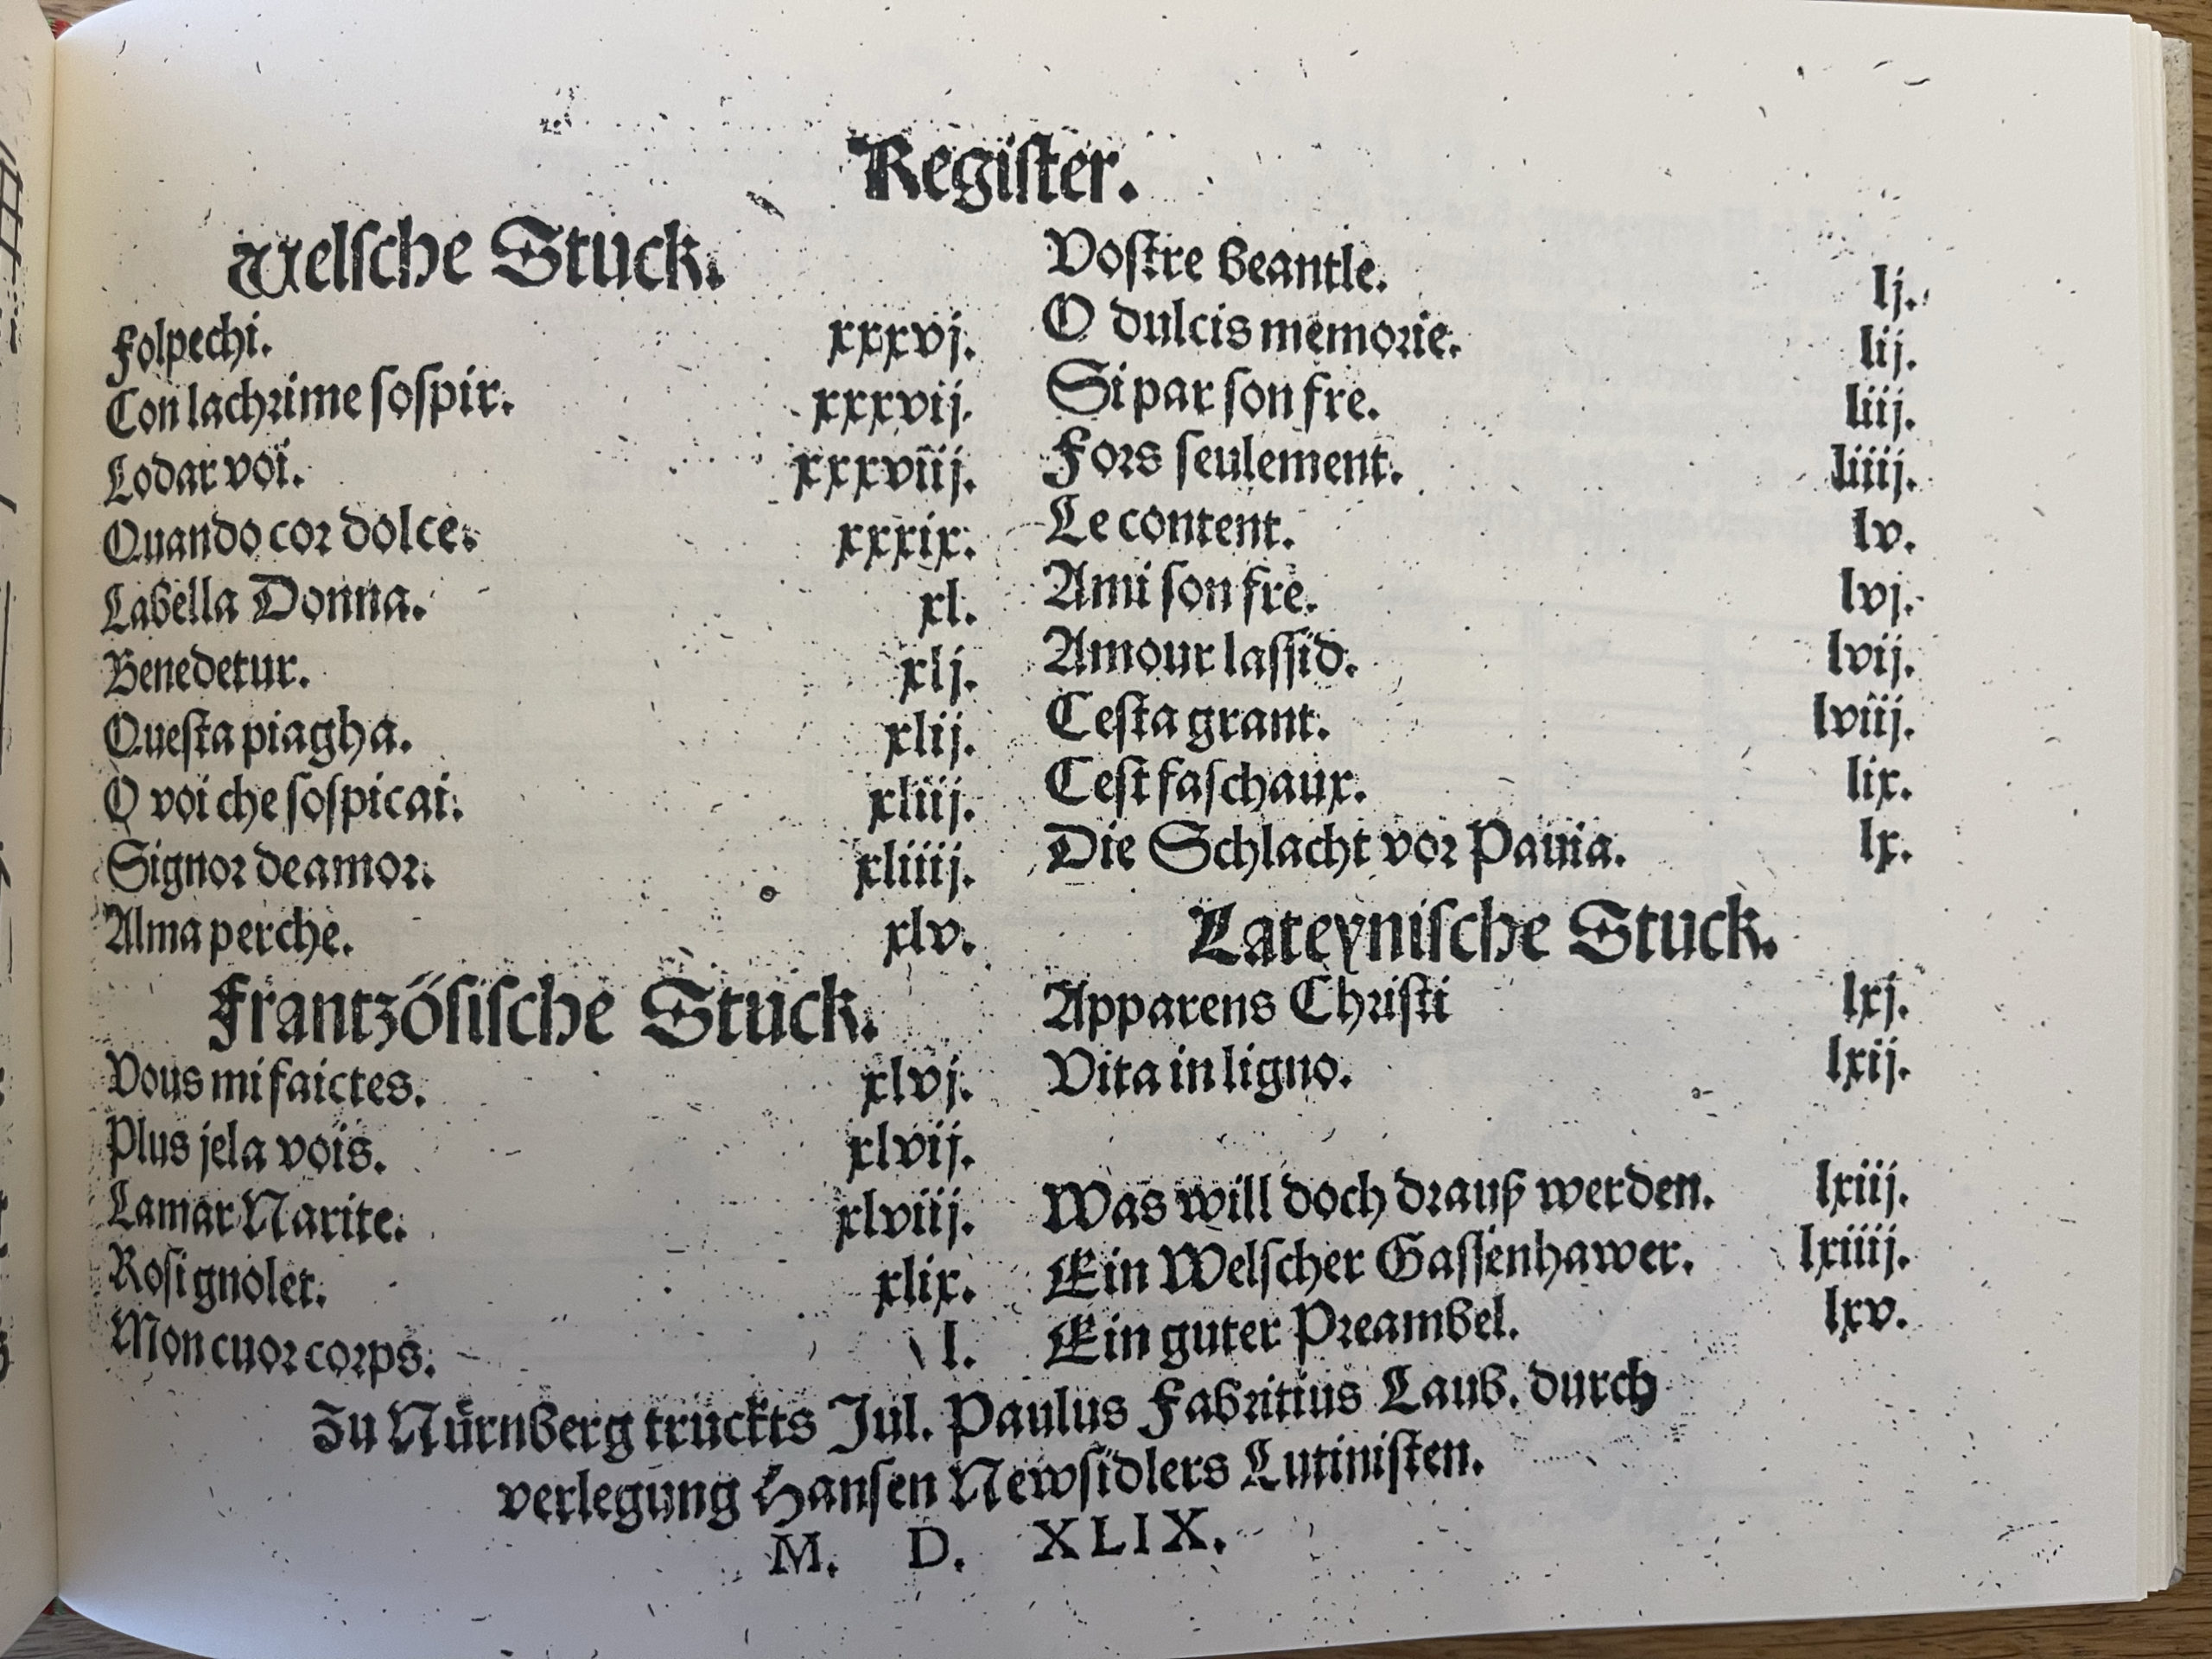 Register.
Welsche Stuck.
Folpechi. xxxvj.
Con lachrime sospir. xxxvij.
Lodar voi. xxxviij.
Quando cor dolce. xxxix.
Labella Donna. xl.
Benedetur. xlj.
Questa piagha. xlij.
O voi che sospicai. xliij.
Signor de amor. xliiij.
Alma perche. xlv.
Frantzösische Stuck.
Vous mi faictes. xlvj.
Plus jela vois. xlvij.
Lamar Narite. xlviij.
Rosignolet. xlix.
Mon cuor corps. l.
Vostre beantle. lj.
O dulcis memorie. lij.
Si par son fre. liij.
Fors seulement. liiij.
Le content. lv.
Ami son fre. lvj.
Amour lassid. lvij.
Cesta grant. lviij.
Cest faschaux. lix.
Die Schlacht vor Pauia. lx.
Lateynische Stuck.
Apparens Christi lxj.
Vita in ligno. lxij.
Was will doch drauß werden. lxiij.
Ein Welscher Gassenhawer. lxiiij.
Ein guter Preambel. lxv.
Zu Nürnberg truckts Jul. Paulus Fabritius Laub. durch
verlegung Hansen Newsidlers Lutinisten.
M. D. XLIX.